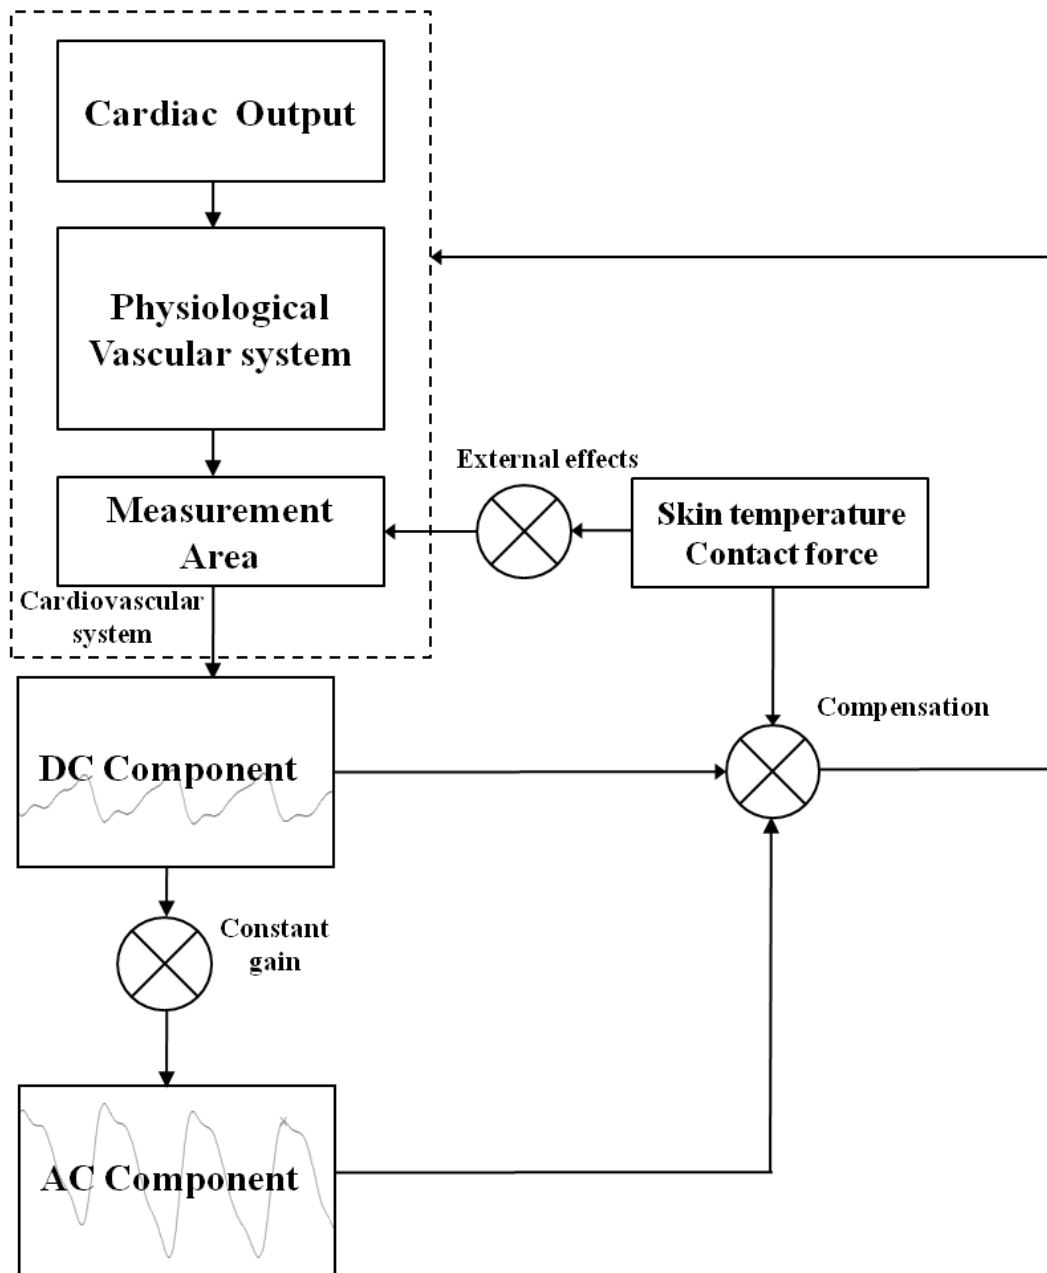 Cardiac Output
Physiological
Vascular system
External effects
Measurement
Area
Skin temperature
Contact force
Cardiovascular
system
Compensation
DC Component
Constant
gain
AC Component